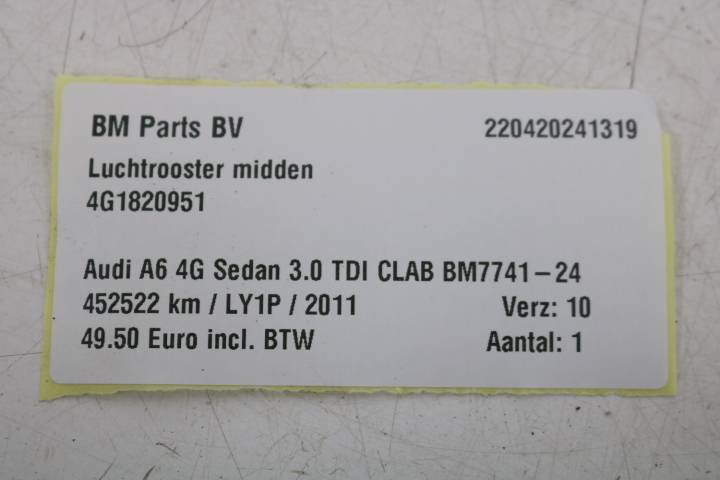 BM Parts BV 220420241319
Luchtrooster midden
4G1820951
Audi A6 4G Sedan 3.0 TDI CLAB BM7741-24
452522 km / LY1P / 2011 Verz: 10
49.50 Euro incl. BTW Aantal: 1